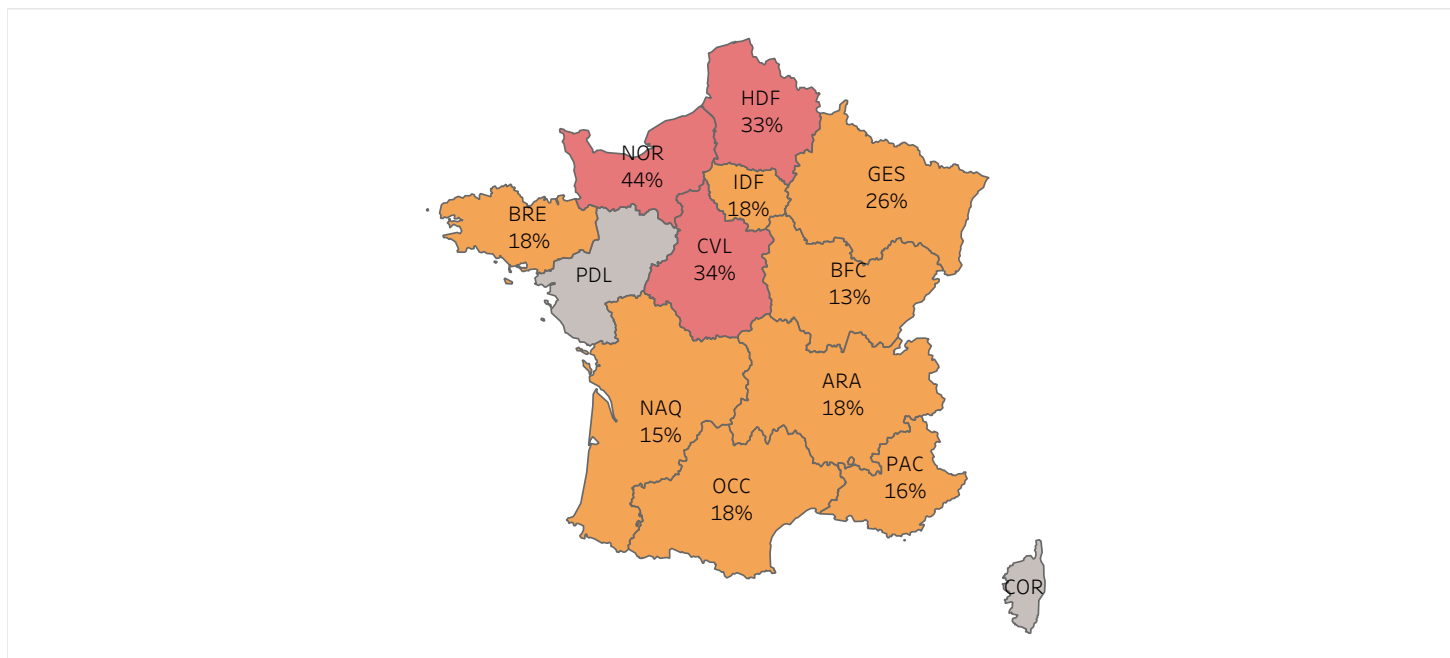 HDF
33%
NOR
44%
IDF
18%
GES
26%
BRE
18%
CVL
34%
PDL
BFC
13%
ARA
18%
NAQ
15%
PAC
16%
OCC
18%
COR